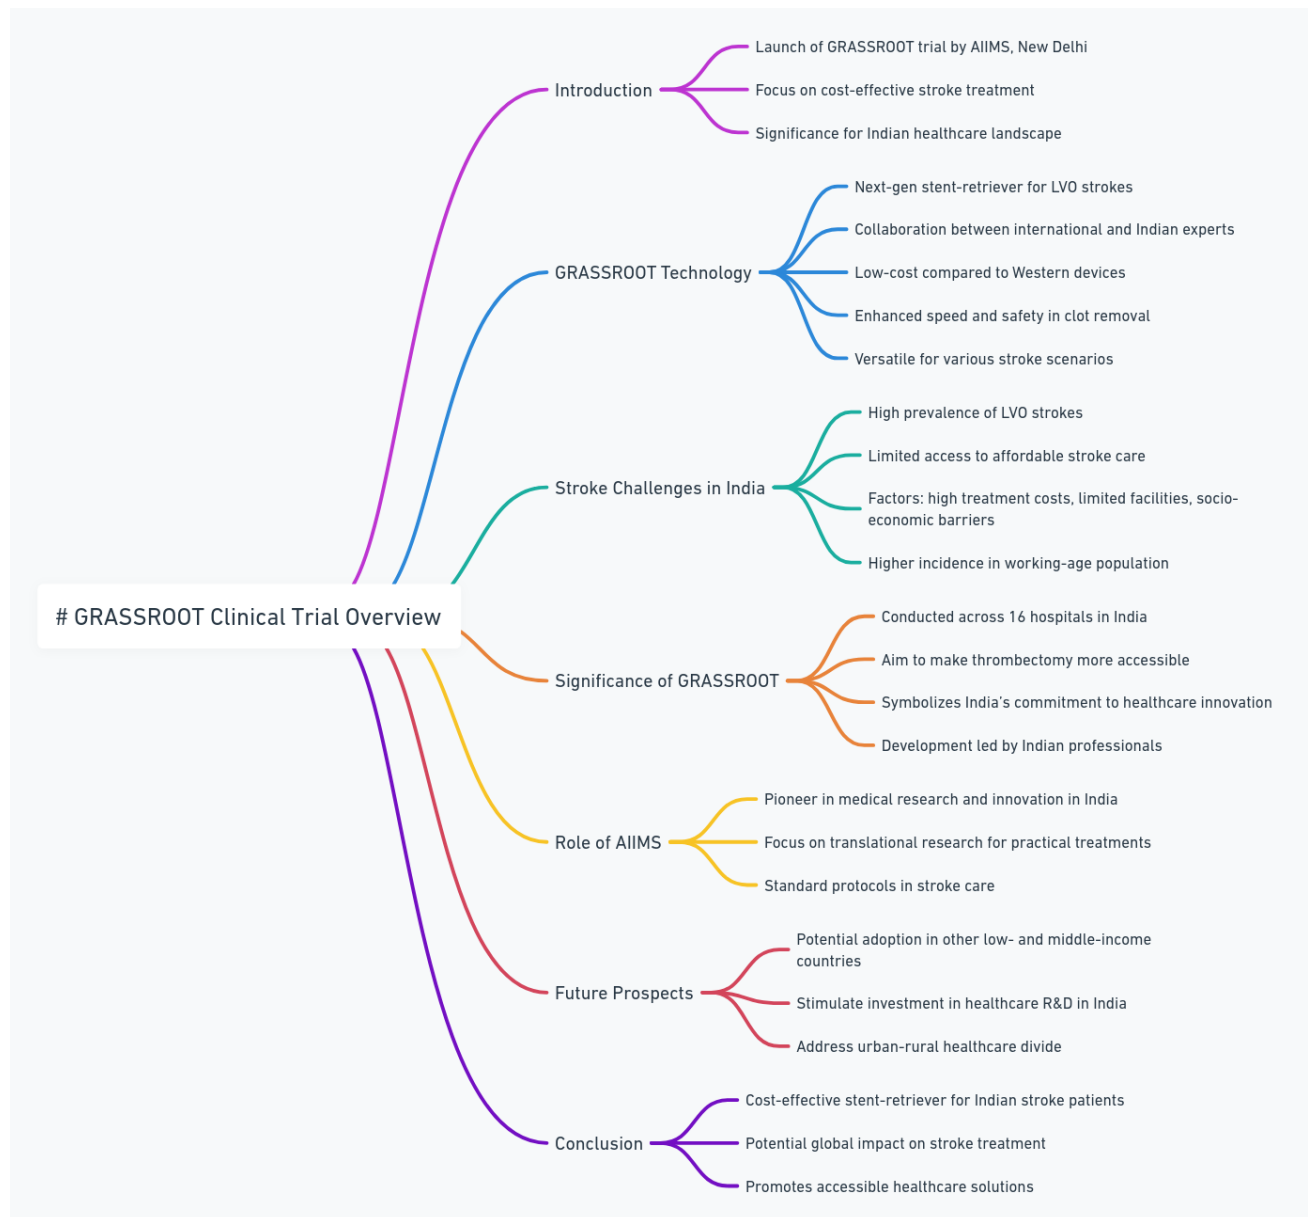 Launch of GRASSROOT trial by AIIMS, New Delhi
Introduction
Focus on cost-effective stroke treatment
Significance for Indian healthcare landscape
Next-gen stent-retriever for LVO strokes
Collaboration between international and Indian experts
GRASSROOT Technology
Low-cost compared to Western devices
Enhanced speed and safety in clot removal
Versatile for various stroke scenarios
High prevalence of LVO strokes
Limited access to affordable stroke care
Stroke Challenges in India
Factors: high treatment costs, limited facilities, socio-
economic barriers
Higher incidence in working-age population
# GRASSROOT Clinical Trial Overview
Conducted across 16 hospitals in India
Aim to make thrombectomy more accessible
Significance of GRASSROOT
Symbolizes India’s commitment to healthcare innovation
Development led by Indian professionals
Pioneer in medical research and innovation in India
Role of AIIMS
Focus on translational research for practical treatments
Standard protocols in stroke care
Potential adoption in other low- and middle-income
countries
Future Prospects
Stimulate investment in healthcare R&D in India
Address urban-rural healthcare divide
Cost-effective stent-retriever for Indian stroke patients
Conclusion
Potential global impact on stroke treatment
Promotes accessible healthcare solutions